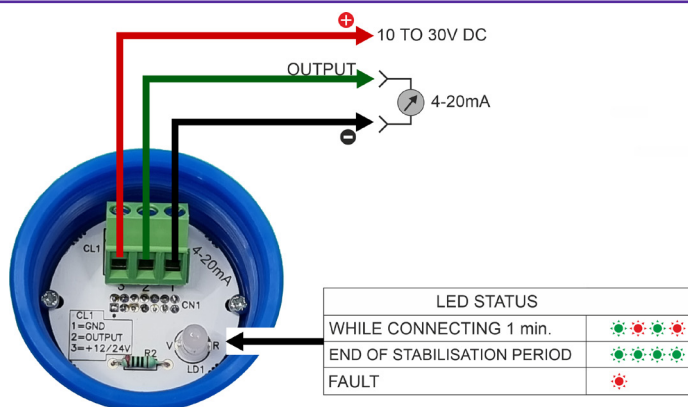 +
10 TO 30V DC
OUTPUT
4-20mA
-
CL1
4-20mA
3 2 1
CN1
CL1
1=GND
2=OUTPUT
3=+12/24V
V R
R2
LD1
LED STATUS
WHILE CONNECTING 1 min.
END OF STABILISATION PERIOD
FAULT